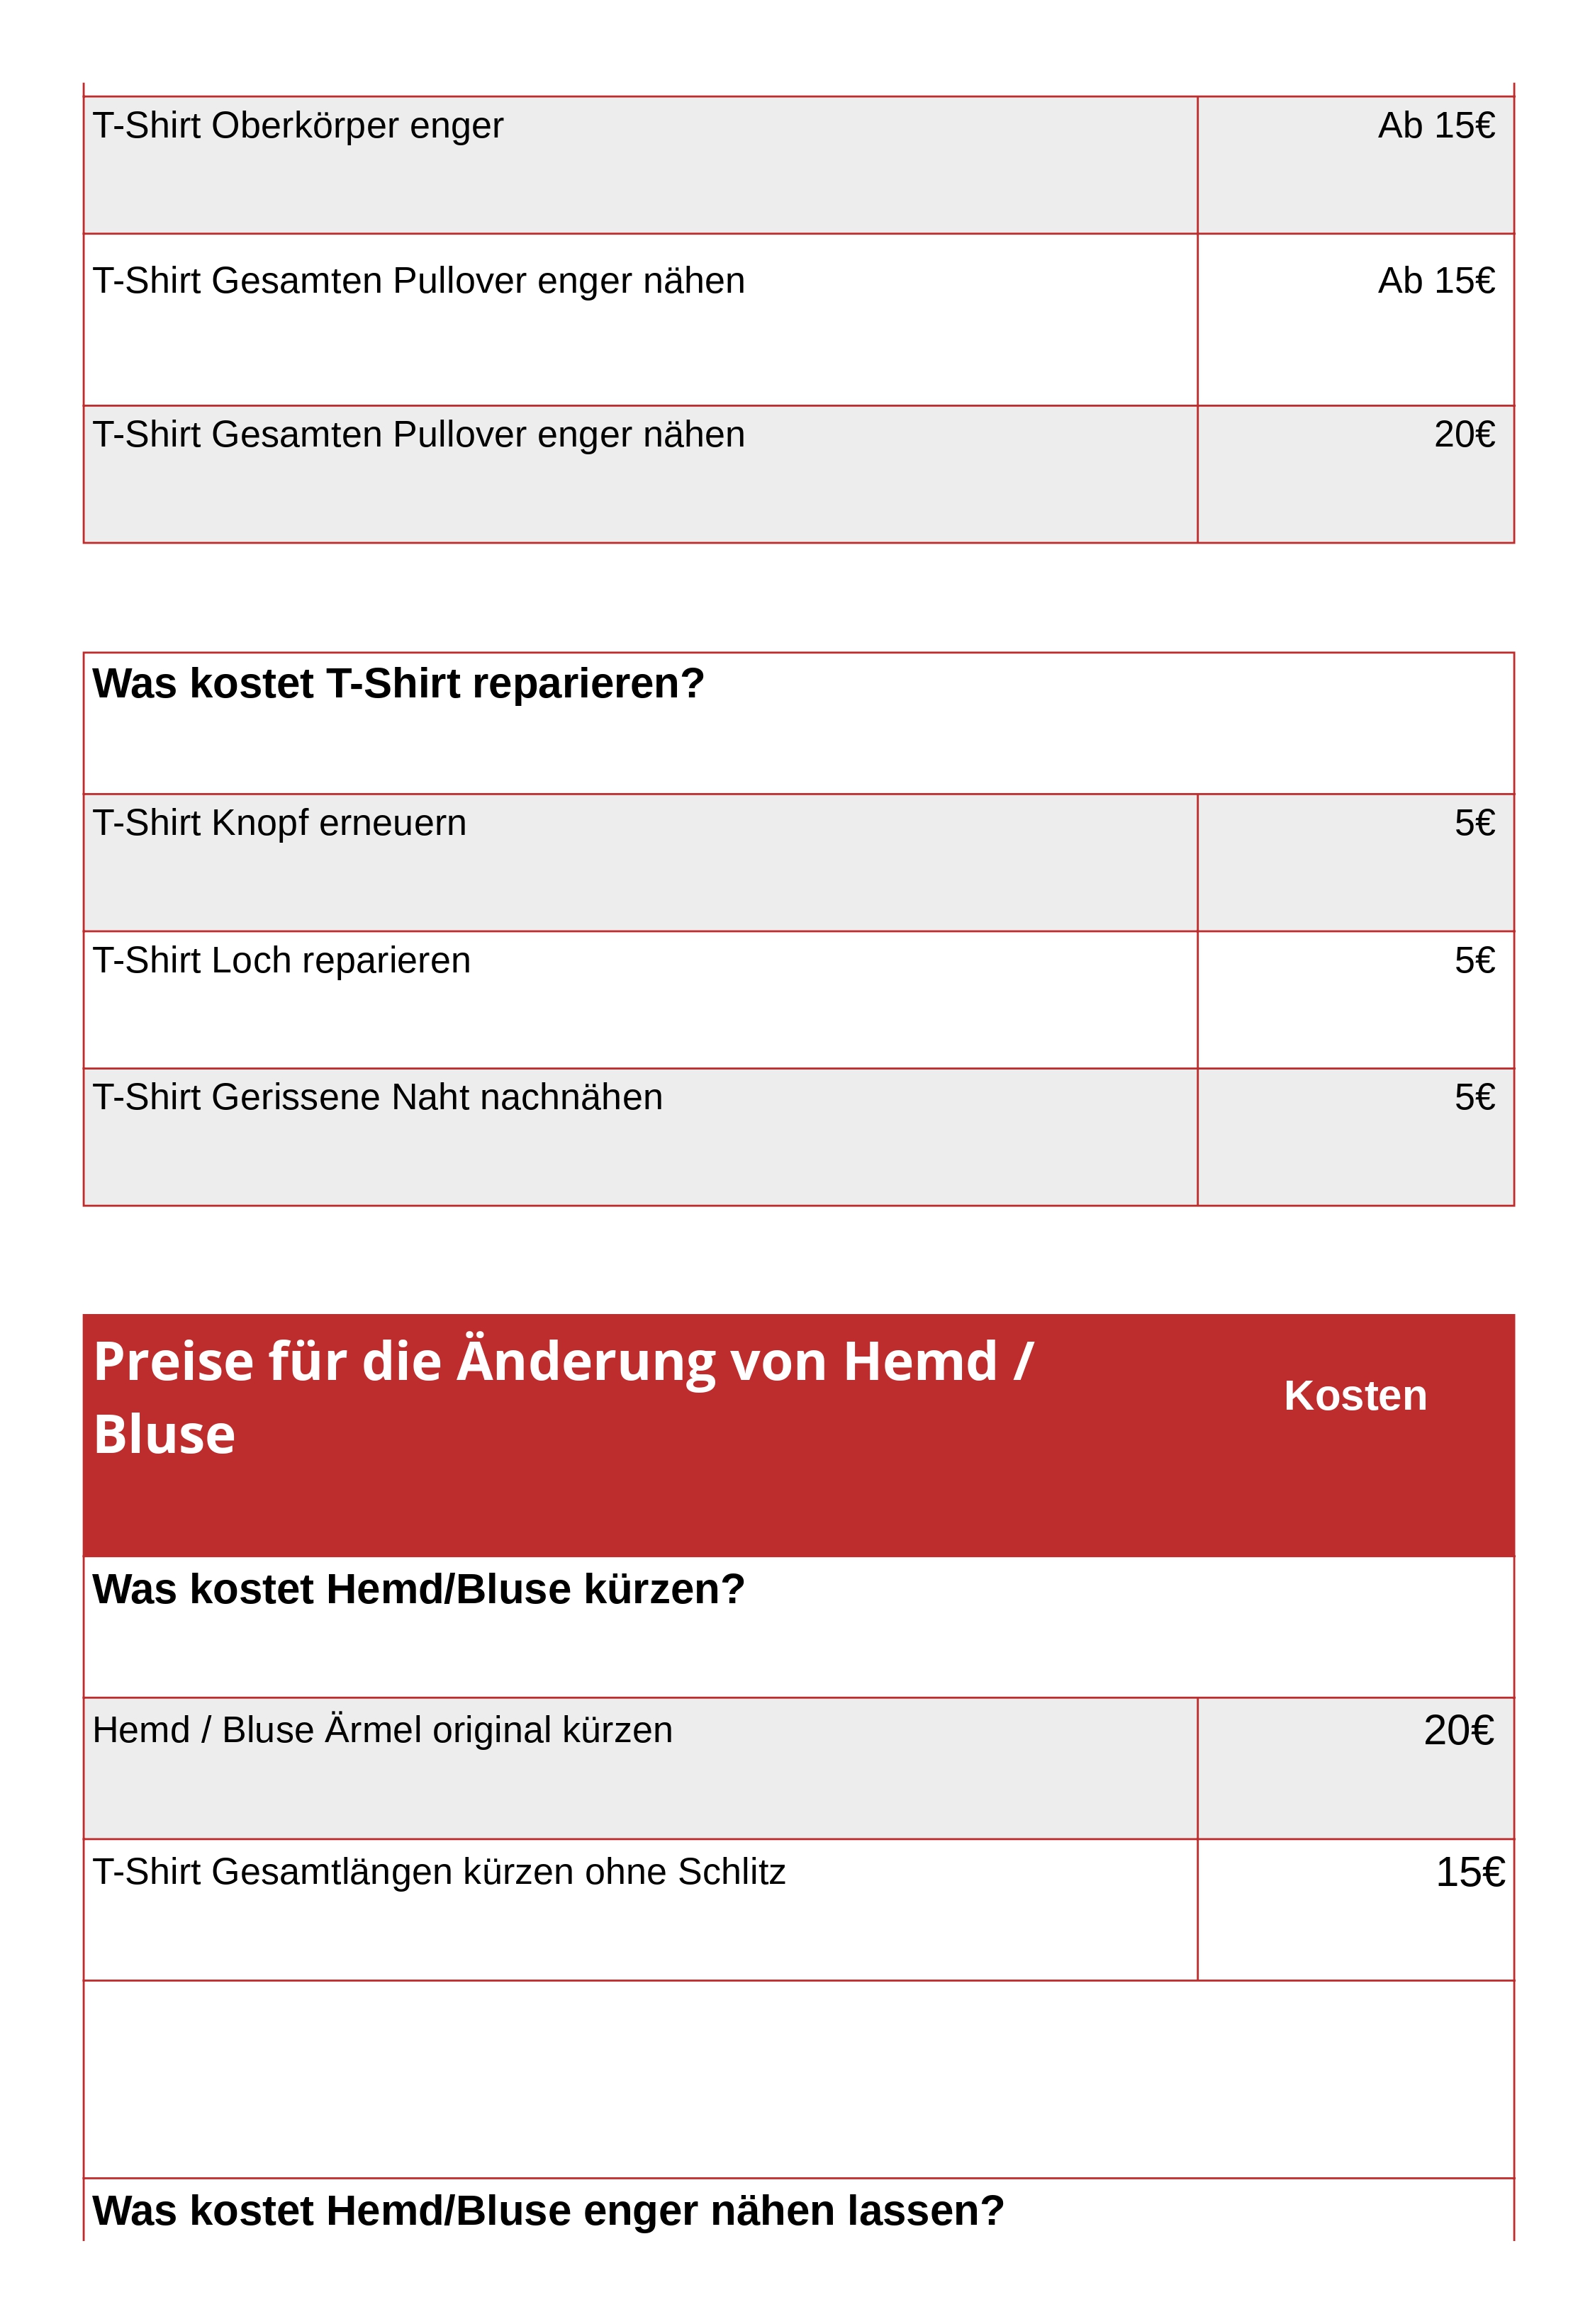 T-Shirt Oberkörper enger Ab 15€
T-Shirt Gesamten Pullover enger nähen Ab 15€
T-Shirt Gesamten Pullover enger nähen 20€
Was kostet T-Shirt reparieren?
T-Shirt Knopf erneuern 5€
T-Shirt Loch reparieren 5€
T-Shirt Gerissene Naht nachnähen 5€
Preise für die Änderung von Hemd /
Bluse
Kosten
Was kostet Hemd/Bluse kürzen?
Hemd / Bluse Ärmel original kürzen 20€
T-Shirt Gesamtlängen kürzen ohne Schlitz 15€
Was kostet Hemd/Bluse enger nähen lassen?